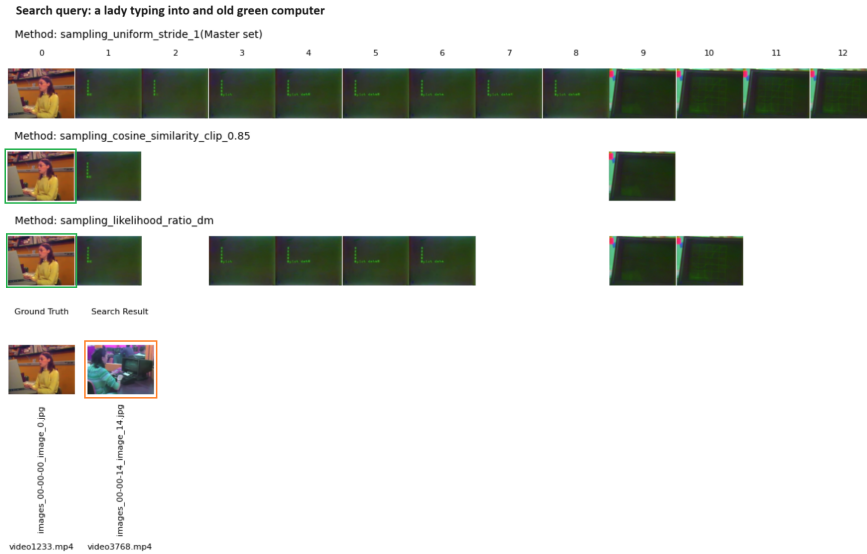 Search query: a lady typing into and old green computer
Method: sampling_uniform_stride_1(Master set)
0 1 2 3 4 5 6 7 8 9 10 11 12
Method: sampling_cosine_similarity_clip_0.85
Method: sampling_likelihood_ratio_dm
Ground Truth Search Result
images_00-00-00_image_0.jpg
images_00-00-14_image_14.jpg
video1233.mp4 video3768.mp4